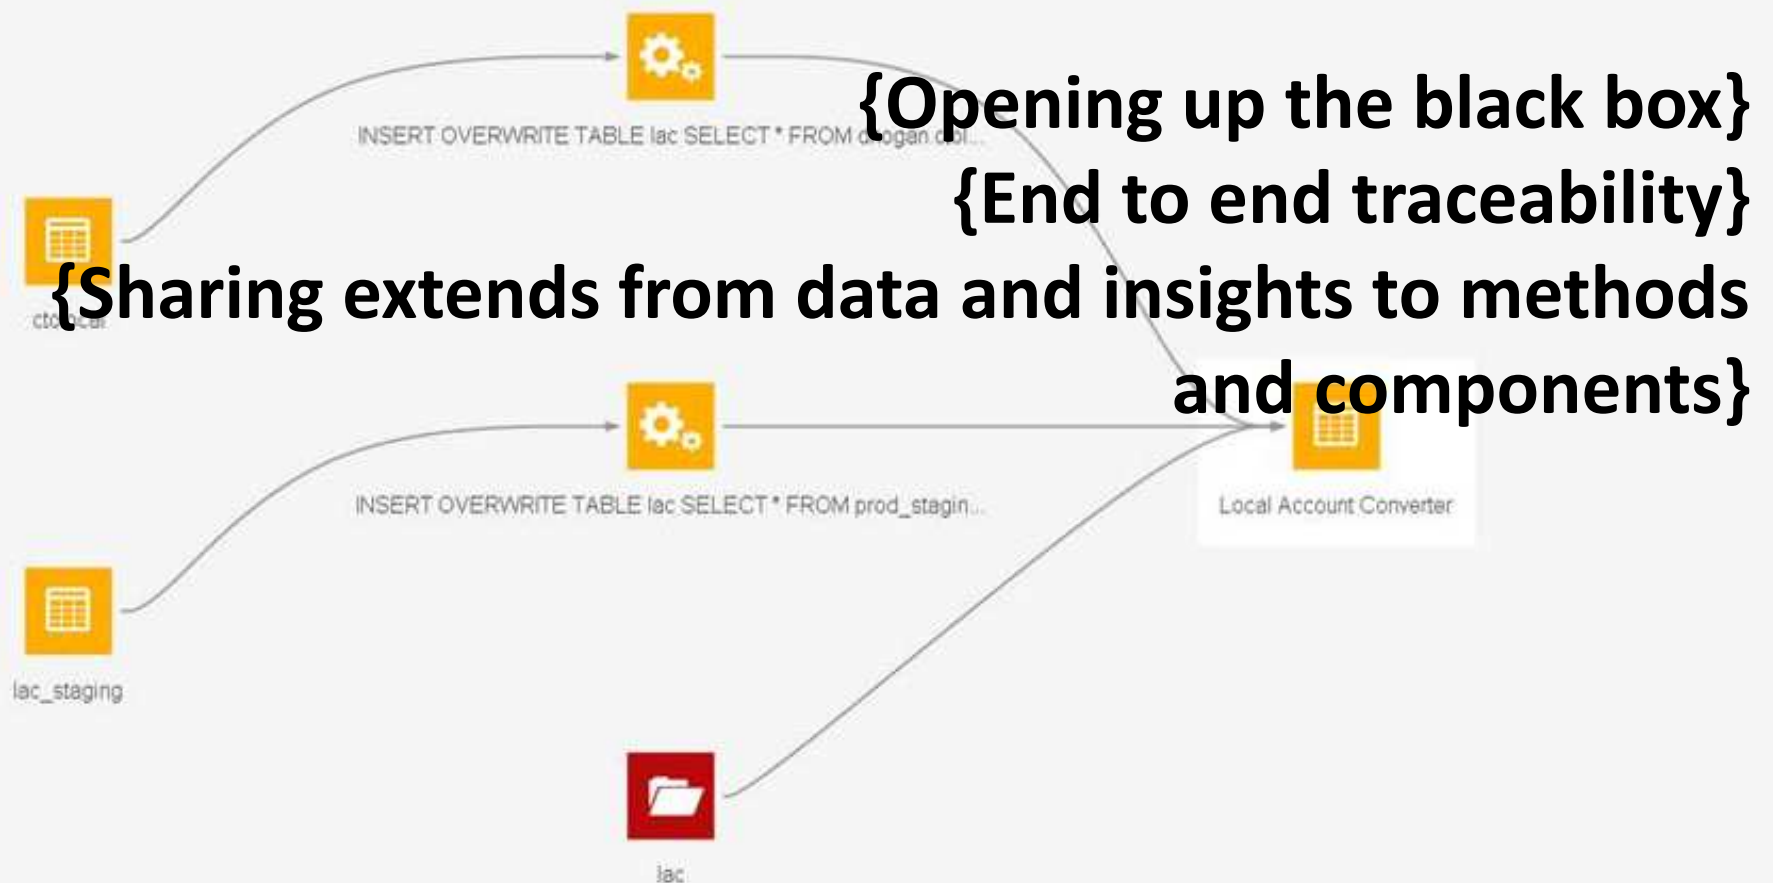 {Opening up the black box}
INSERT OVERWRITE TABLE lac SELECT * FROM
{End to end traceability}
{Sharing extends from data and insights to methods
and components}
INSERT OVERWRITE TABLE lac SELECT * FROM prod_stagin...
Local Account Converter
lac_staging
lac